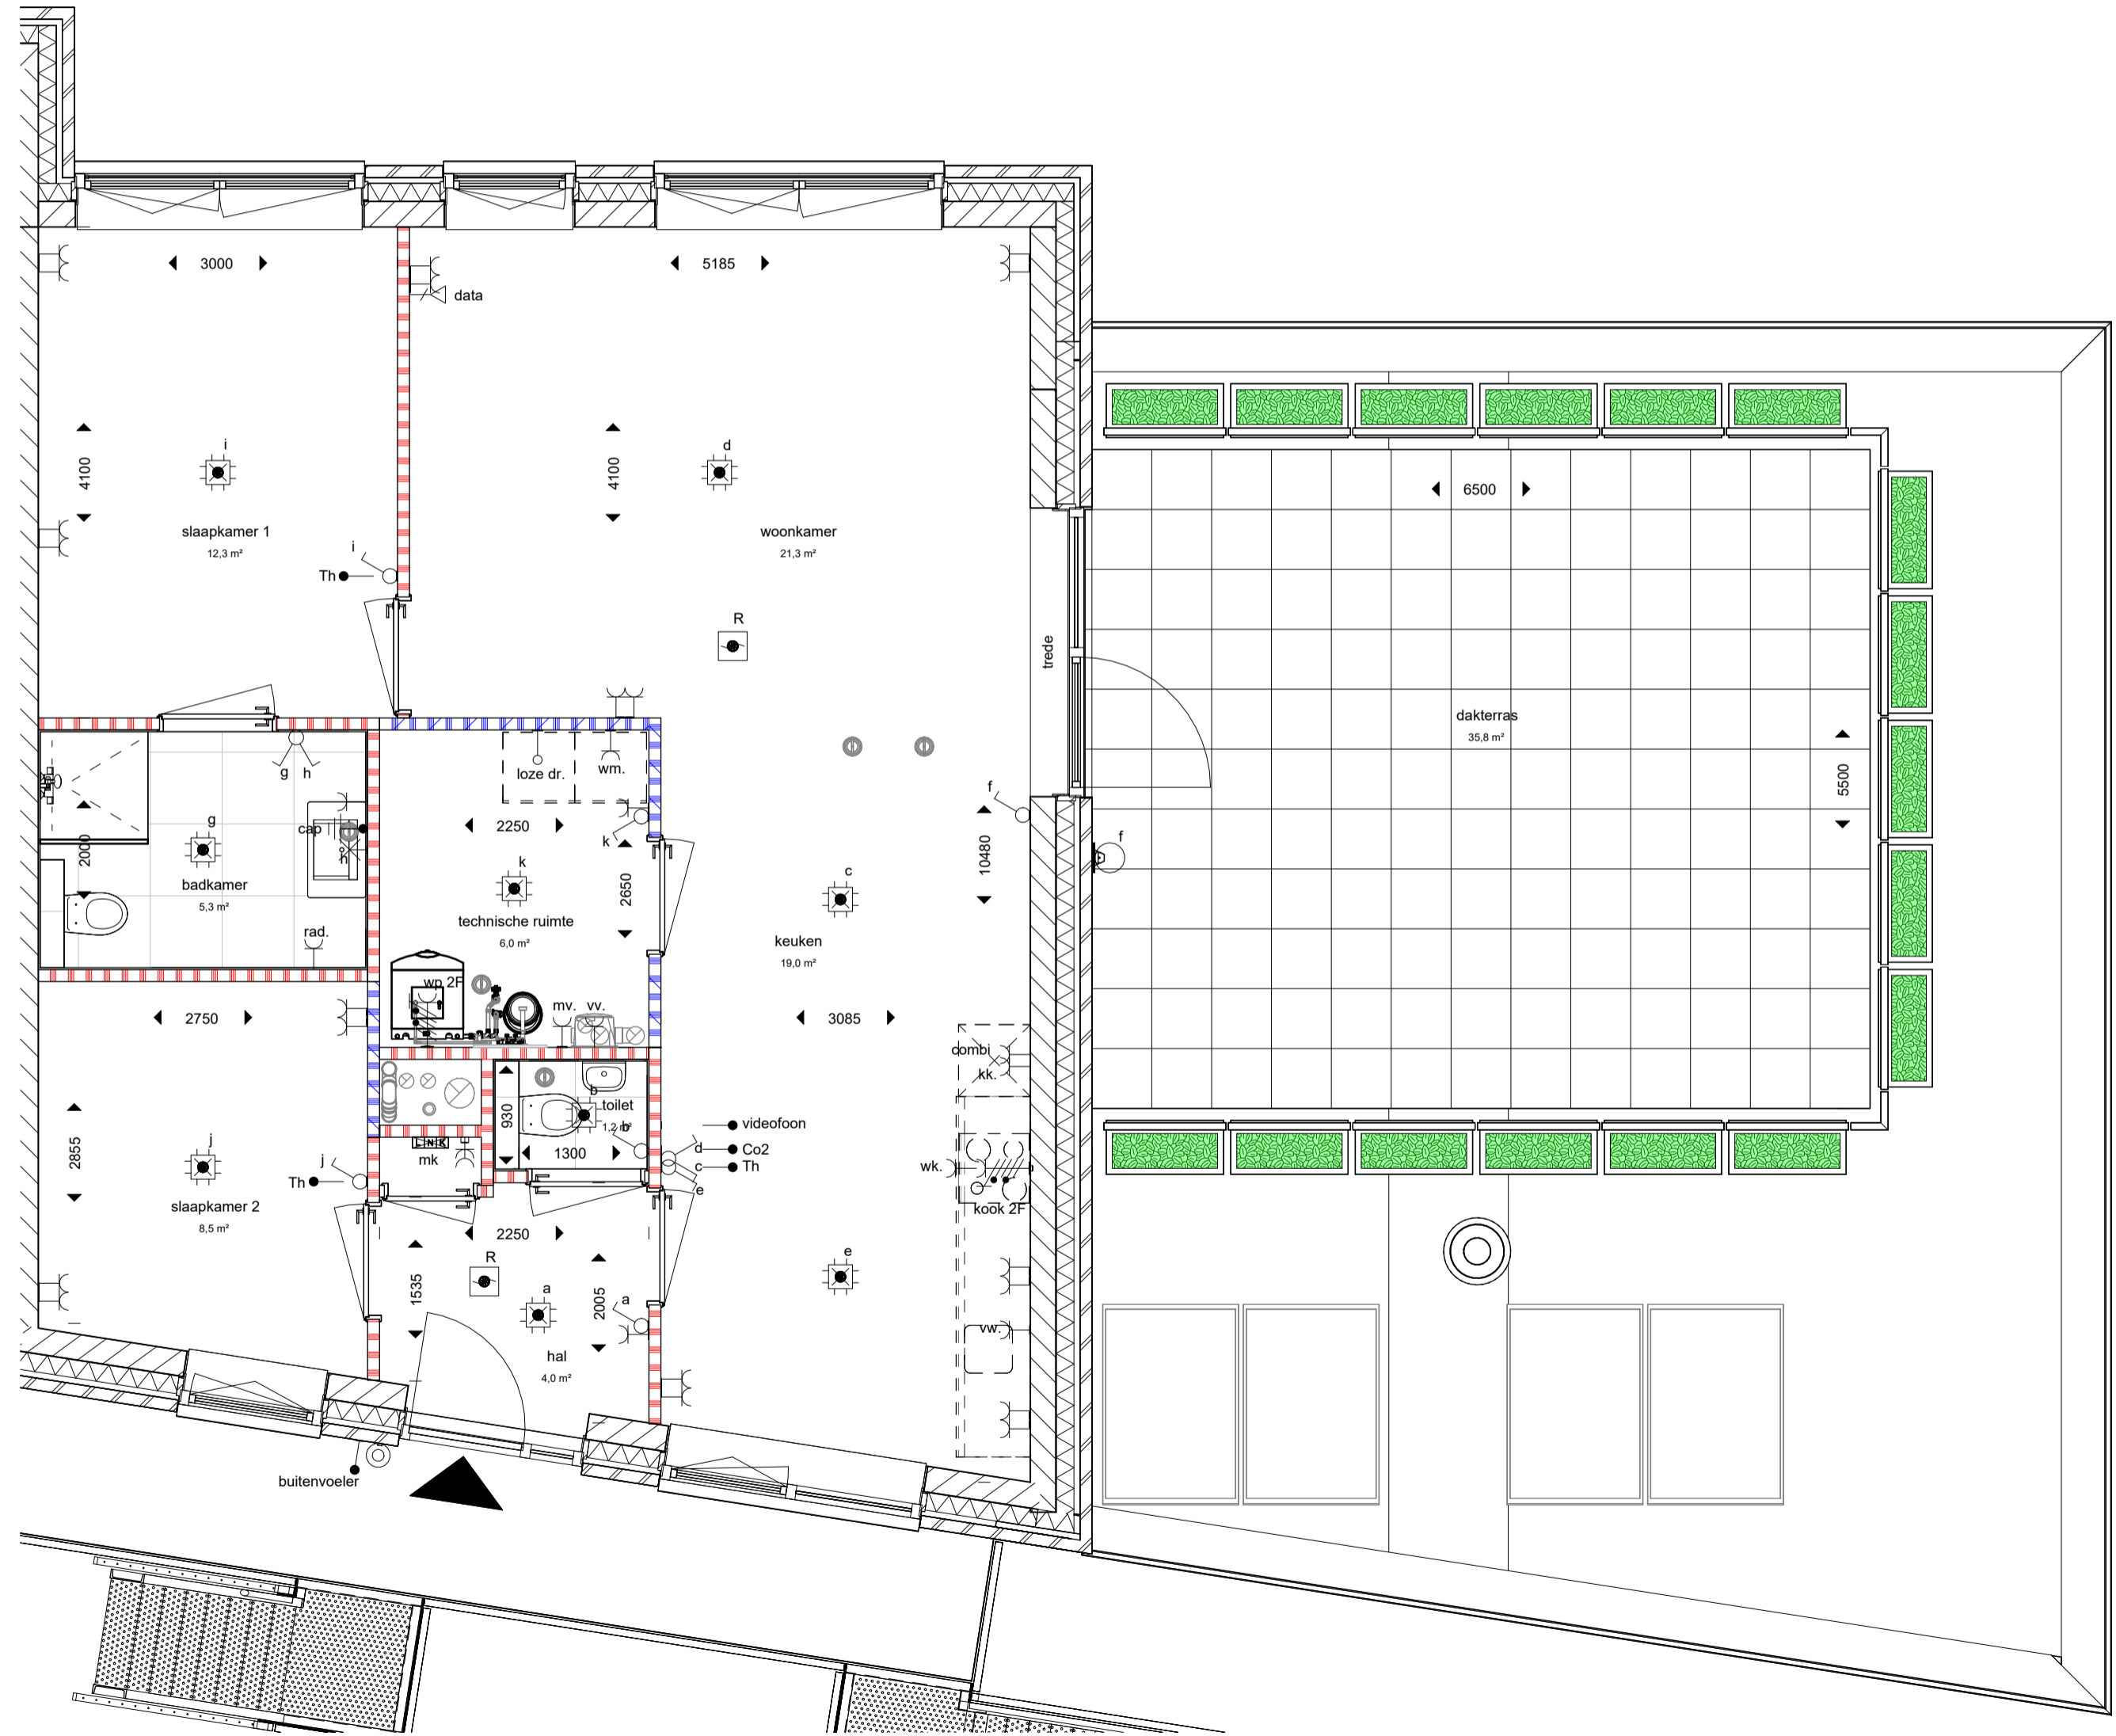 3000
5185
data
i
d
4100
4100
6500
slaapkamer 1
12,3 m²
woonkamer
21,3 m²
i
Th
R
trede
dakterras
35,8 m²
5500
g
h
loze dr.
wm.
f
cap
g
h
2000
2250
k
k
2650
10480
f
c
badkamer
5,3 m²
technische ruimte
6,0 m²
rad.
keuken
19,0 m²
wp 2F
mv.
vv.
2750
3085
combi
kk.
b
toilet
1,2 m²
b
930
1300
videofoon
d
Co2
c
Th
e
wk.
kook 2F
L N K
mk
2855
j
j
Th
slaapkamer 2
8,5 m²
2250
R
a
a
1535
2005
e
vw.
hal
4,0 m²
buitenvoeler